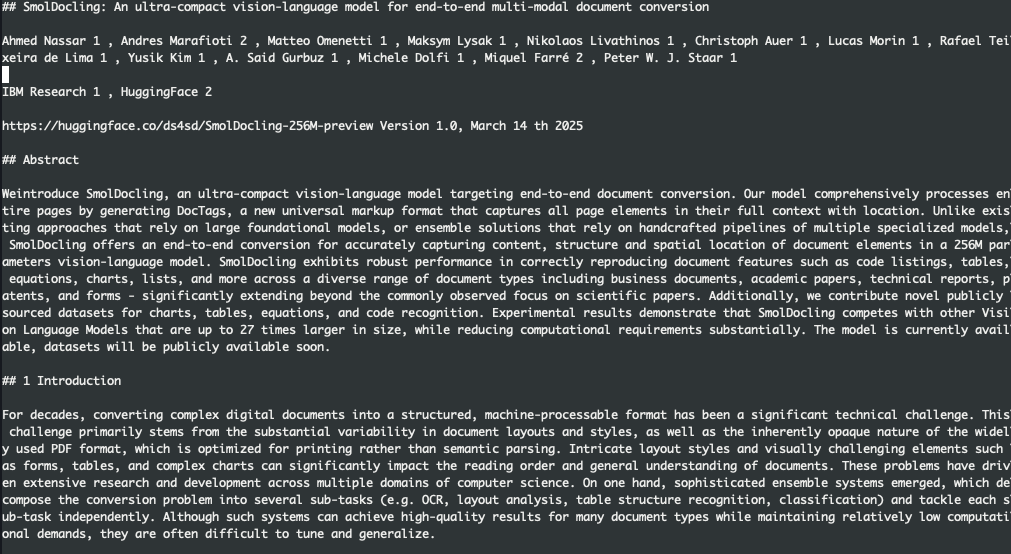 ## SmolDocling: An ultra-compact vision-language model for end-to-end multi-modal document conversion
Ahmed Nassar 1 , Andres Marafioti 2 , Matteo Omenetti 1 , Maksym Lysak 1 , Nikolaos Livathinos 1 , Christoph Auer 1 , Lucas Morin 1 , Rafael Tei
xeira de Lima 1 , Yusik Kim 1 , A. Said Gurbuz 1 , Michele Dolfi 1 , Miquel Farré 2 , Peter W. J. Staar 1
IBM Research 1 , HuggingFace 2
https://huggingface.co/ds4sd/SmolDocling-256M-preview Version 1.0, March 14 th 2025
## Abstract
Weintroduce SmolDocling, an ultra-compact vision-language model targeting end-to-end document conversion. Our model comprehensively processes en
tire pages by generating DocTags, a new universal markup format that captures all page elements in their full context with location. Unlike exis
ting approaches that rely on large foundational models, or ensemble solutions that rely on handcrafted pipelines of multiple specialized models,
SmolDocling offers an end-to-end conversion for accurately capturing content, structure and spatial location of document elements in a 256M par
ameters vision-language model. SmolDocling exhibits robust performance in correctly reproducing document features such as code listings, tables,
equations, charts, lists, and more across a diverse range of document types including business documents, academic papers, technical reports, p
atents, and forms - significantly extending beyond the commonly observed focus on scientific papers. Additionally, we contribute novel publicly
sourced datasets for charts, tables, equations, and code recognition. Experimental results demonstrate that SmolDocling competes with other Visi
on Language Models that are up to 27 times larger in size, while reducing computational requirements substantially. The model is currently avail
able, datasets will be publicly available soon.
## 1 Introduction
For decades, converting complex digital documents into a structured, machine-processable format has been a significant technical challenge. This
challenge primarily stems from the substantial variability in document layouts and styles, as well as the inherently opaque nature of the widel
y used PDF format, which is optimized for printing rather than semantic parsing. Intricate layout styles and visually challenging elements such
as forms, tables, and complex charts can significantly impact the reading order and general understanding of documents. These problems have driv
en extensive research and development across multiple domains of computer science. On one hand, sophisticated ensemble systems emerged, which de
compose the conversion problem into several sub-tasks (e.g. OCR, layout analysis, table structure recognition, classification) and tackle each s
ub-task independently. Although such systems can achieve high-quality results for many document types while maintaining relatively low computati
onal demands, they are often difficult to tune and generalize.